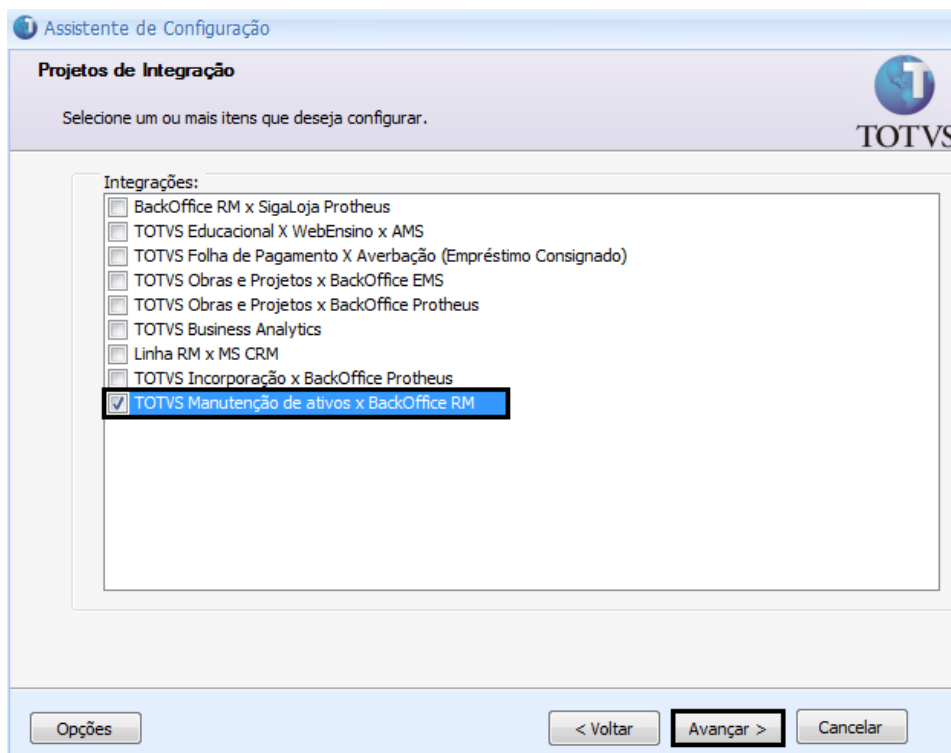 Assistente de Configuração
Projetos de Integração
Selecione um ou mais itens que deseja configurar.
TOTVS
Integrações:
BackOffice RM x SigaLoja Protheus
TOTVS Educacional X WebEnsino x AMS
TOTVS Folha de Pagamento X Averbação (Empréstimo Consignado)
TOTVS Obras e Projetos x BackOffice EMS
TOTVS Obras e Projetos x BackOffice Protheus
TOTVS Business Analytics
Linha RM x MS CRM
TOTVS Incorporação x BackOffice Protheus
TOTVS Manutenção de ativos x BackOffice RM
Opções
< Voltar
Avançar >
Cancelar